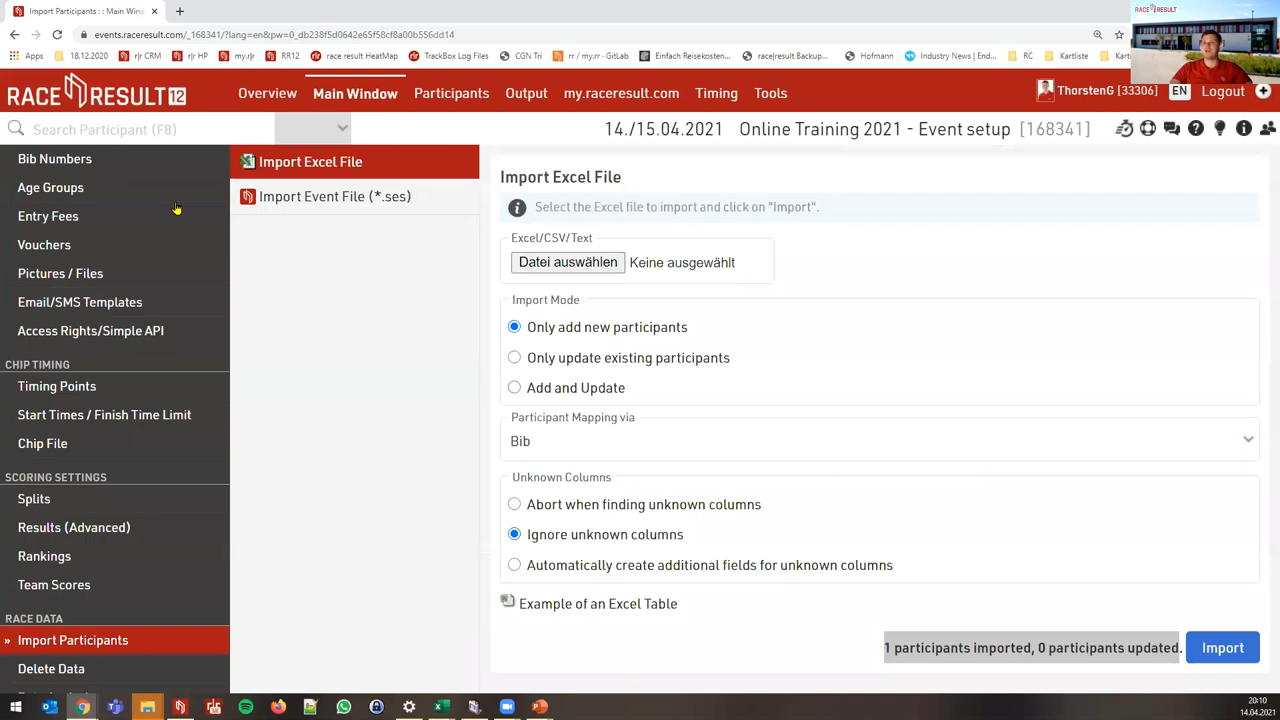 Import Participants : : Main Wind
events.raceresult.com/_168341/?lang=en&pw=0_db238f5d0642e65f58cf8a00b556dd14
Apps 18.12.2020 r|r CRM r|r HP my.r|r RR12 race result HeatMap TrackBox Log Files CGN Tri rr / my.rr · GitLab Einfach Reisekosten... race|result Backup... Hofmann Industry News | End... RC Kartliste
RACE RESULT
RACE RESULT 12
Overview Main Window Participants Output my.raceresult.com Timing Tools
ThorstenG [33306] EN Logout
Search Participant (F8)
14./15.04.2021 Online Training 2021 - Event setup [168341]
Bib Numbers
Age Groups
Entry Fees
Vouchers
Pictures / Files
Email/SMS Templates
Access Rights/Simple API
CHIP TIMING
Timing Points
Start Times / Finish Time Limit
Chip File
SCORING SETTINGS
Splits
Results (Advanced)
Rankings
Team Scores
RACE DATA
» Import Participants
Delete Data
Import Excel File
Import Event File (*.ses)
Import Excel File
Select the Excel file to import and click on "Import".
Excel/CSV/Text
Datei auswählen Keine ausgewählt
Import Mode
Only add new participants
Only update existing participants
Add and Update
Participant Mapping via
Bib
Unknown Columns
Abort when finding unknown columns
Ignore unknown columns
Automatically create additional fields for unknown columns
Example of an Excel Table
1 participants imported, 0 participants updated. Import
20:10
14.04.2021